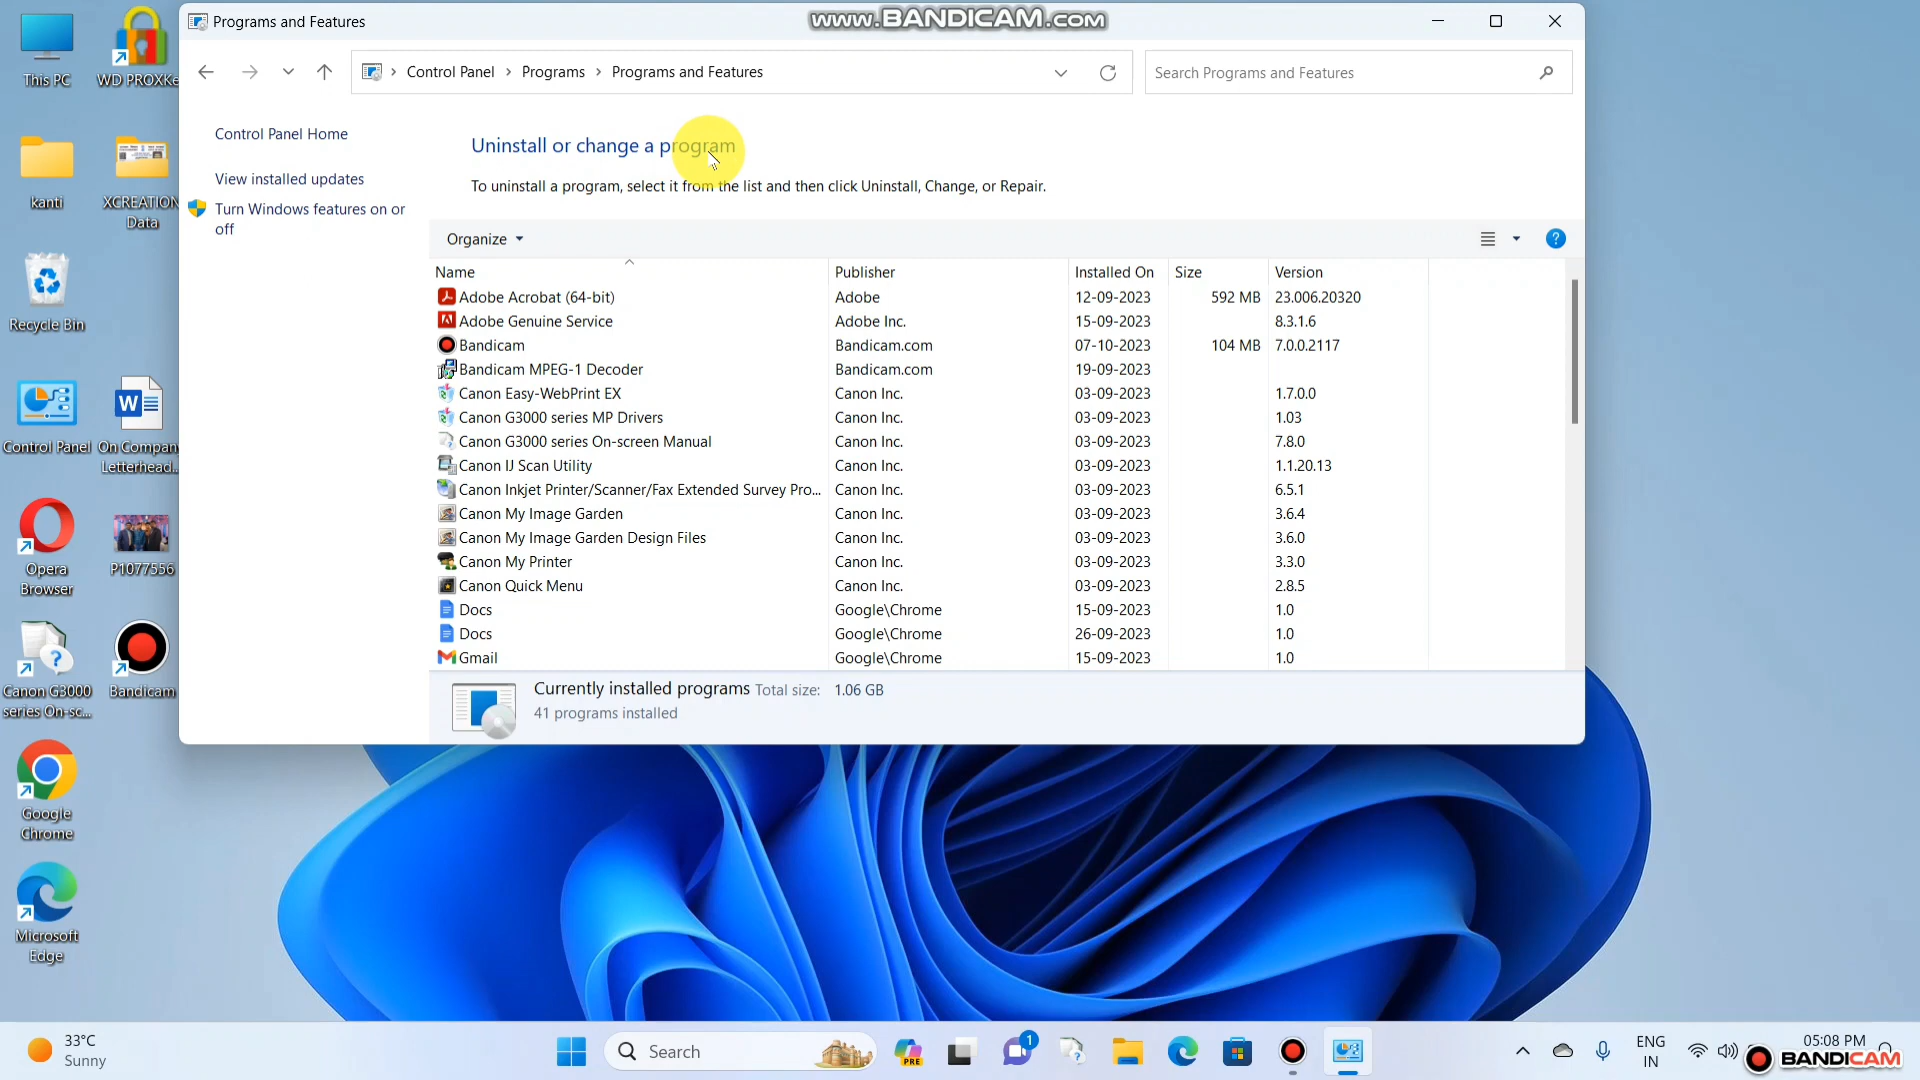 Programs and Features
www.BANDICAM.com
Control Panel
Programs
Programs and Features
Search Programs and Features
Control Panel Home
View installed updates
Turn Windows features on or
off
Uninstall or change a program
To uninstall a program, select it from the list and then click Uninstall, Change, or Repair.
Organize
Name Publisher Installed On Size Version
Adobe Acrobat (64-bit) Adobe 12-09-2023 592 MB 23.006.20320
Adobe Genuine Service Adobe Inc. 15-09-2023 8.3.1.6
Bandicam Bandicam.com 07-10-2023 104 MB 7.0.0.2117
Bandicam MPEG-1 Decoder Bandicam.com 19-09-2023
Canon Easy-WebPrint EX Canon Inc. 03-09-2023 1.7.0.0
Canon G3000 series MP Drivers Canon Inc. 03-09-2023 1.03
Canon G3000 series On-screen Manual Canon Inc. 03-09-2023 7.8.0
Canon IJ Scan Utility Canon Inc. 03-09-2023 1.1.20.13
Canon Inkjet Printer/Scanner/Fax Extended Survey Pro... Canon Inc. 03-09-2023 6.5.1
Canon My Image Garden Canon Inc. 03-09-2023 3.6.4
Canon My Image Garden Design Files Canon Inc. 03-09-2023 3.6.0
Canon My Printer Canon Inc. 03-09-2023 3.3.0
Canon Quick Menu Canon Inc. 03-09-2023 2.8.5
Docs Google\Chrome 15-09-2023 1.0
Docs Google\Chrome 26-09-2023 1.0
Gmail Google\Chrome 15-09-2023 1.0
Currently installed programs Total size: 1.06 GB
41 programs installed
This PC
WD PROXKe
kanti
XCREATION
Data
Recycle Bin
Control Panel
On Compan
Letterhead...
Opera
Browser
P1077556
Canon G3000
series On-sc...
Bandicam
Google
Chrome
Microsoft
Edge
33°C
Sunny
Search
PRE
1
ENG
IN
05:08 PM
BANDICAM